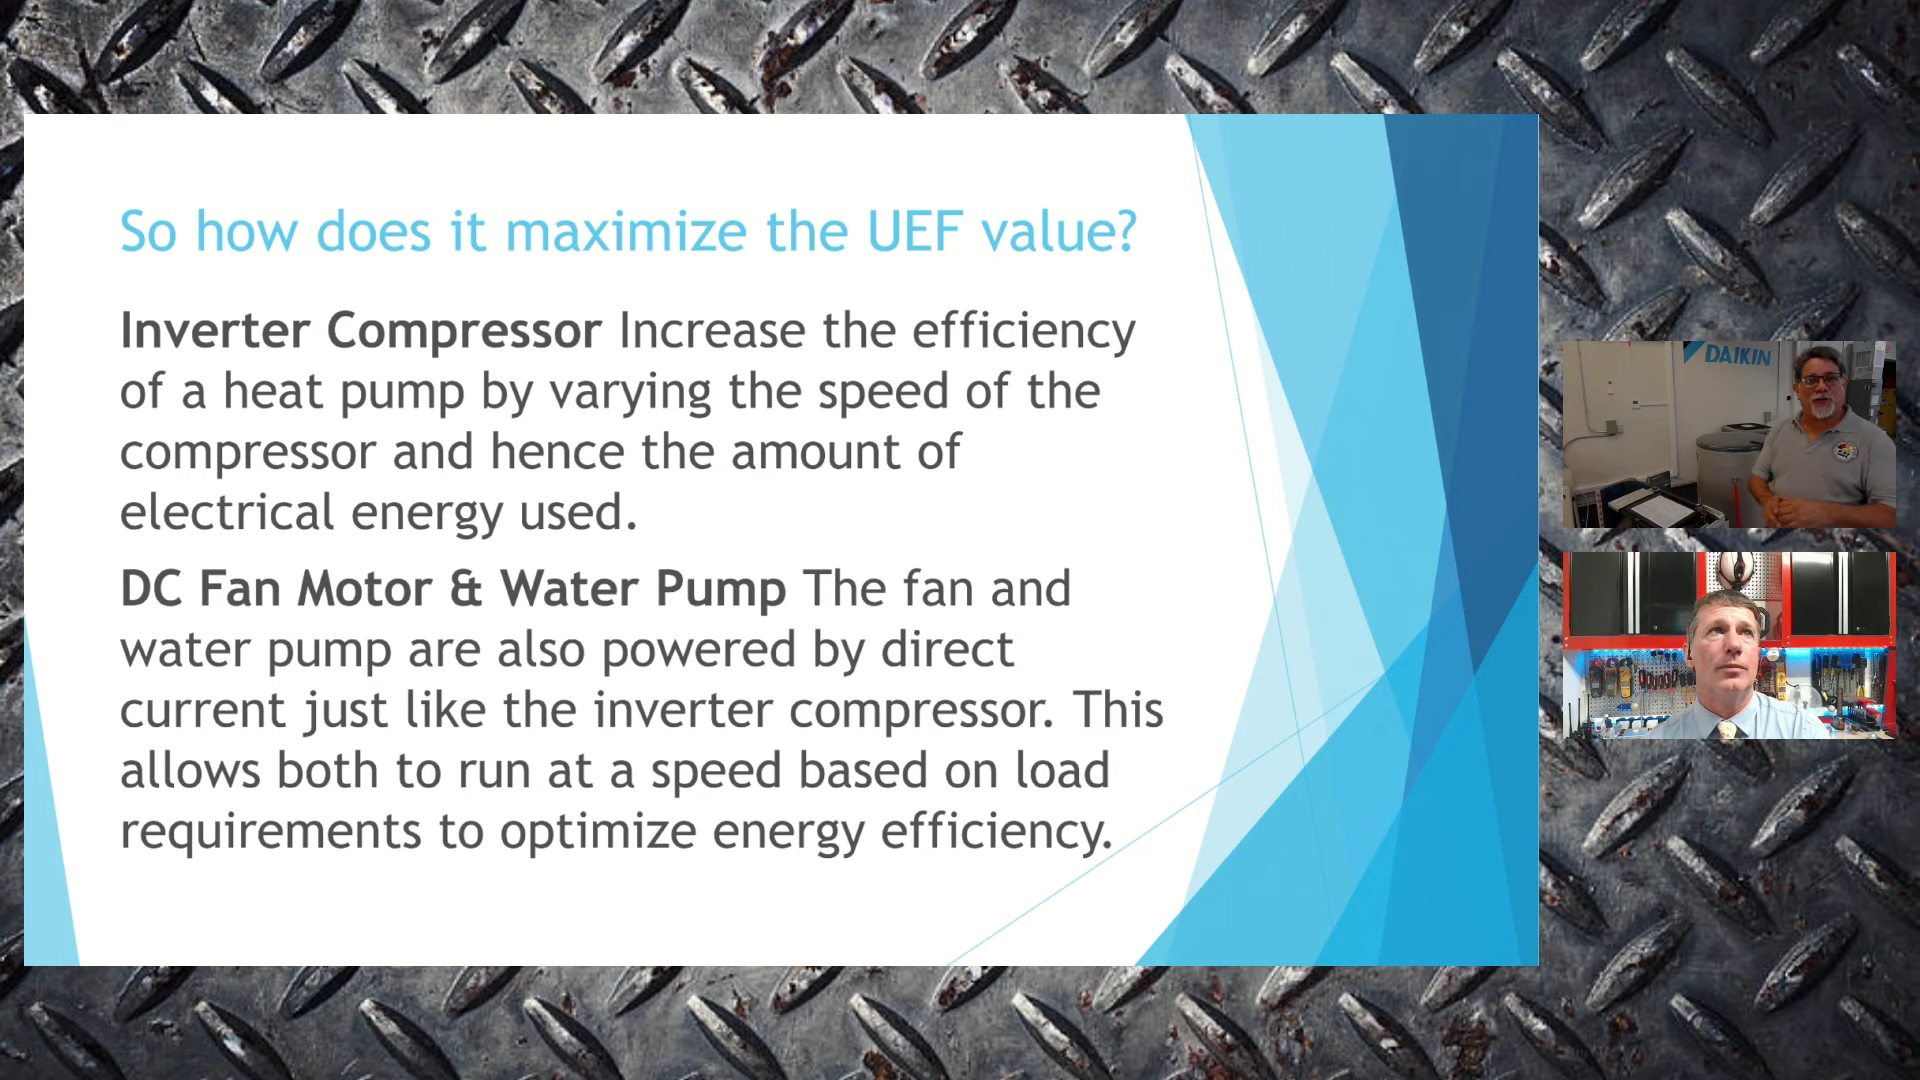 So how does it maximize the UEF value?
Inverter Compressor Increase the efficiency
of a heat pump by varying the speed of the
compressor and hence the amount of
electrical energy used.
DC Fan Motor & Water Pump The fan and
water pump are also powered by direct
current just like the inverter compressor. This
allows both to run at a speed based on load
requirements to optimize energy efficiency.
DAIKIN